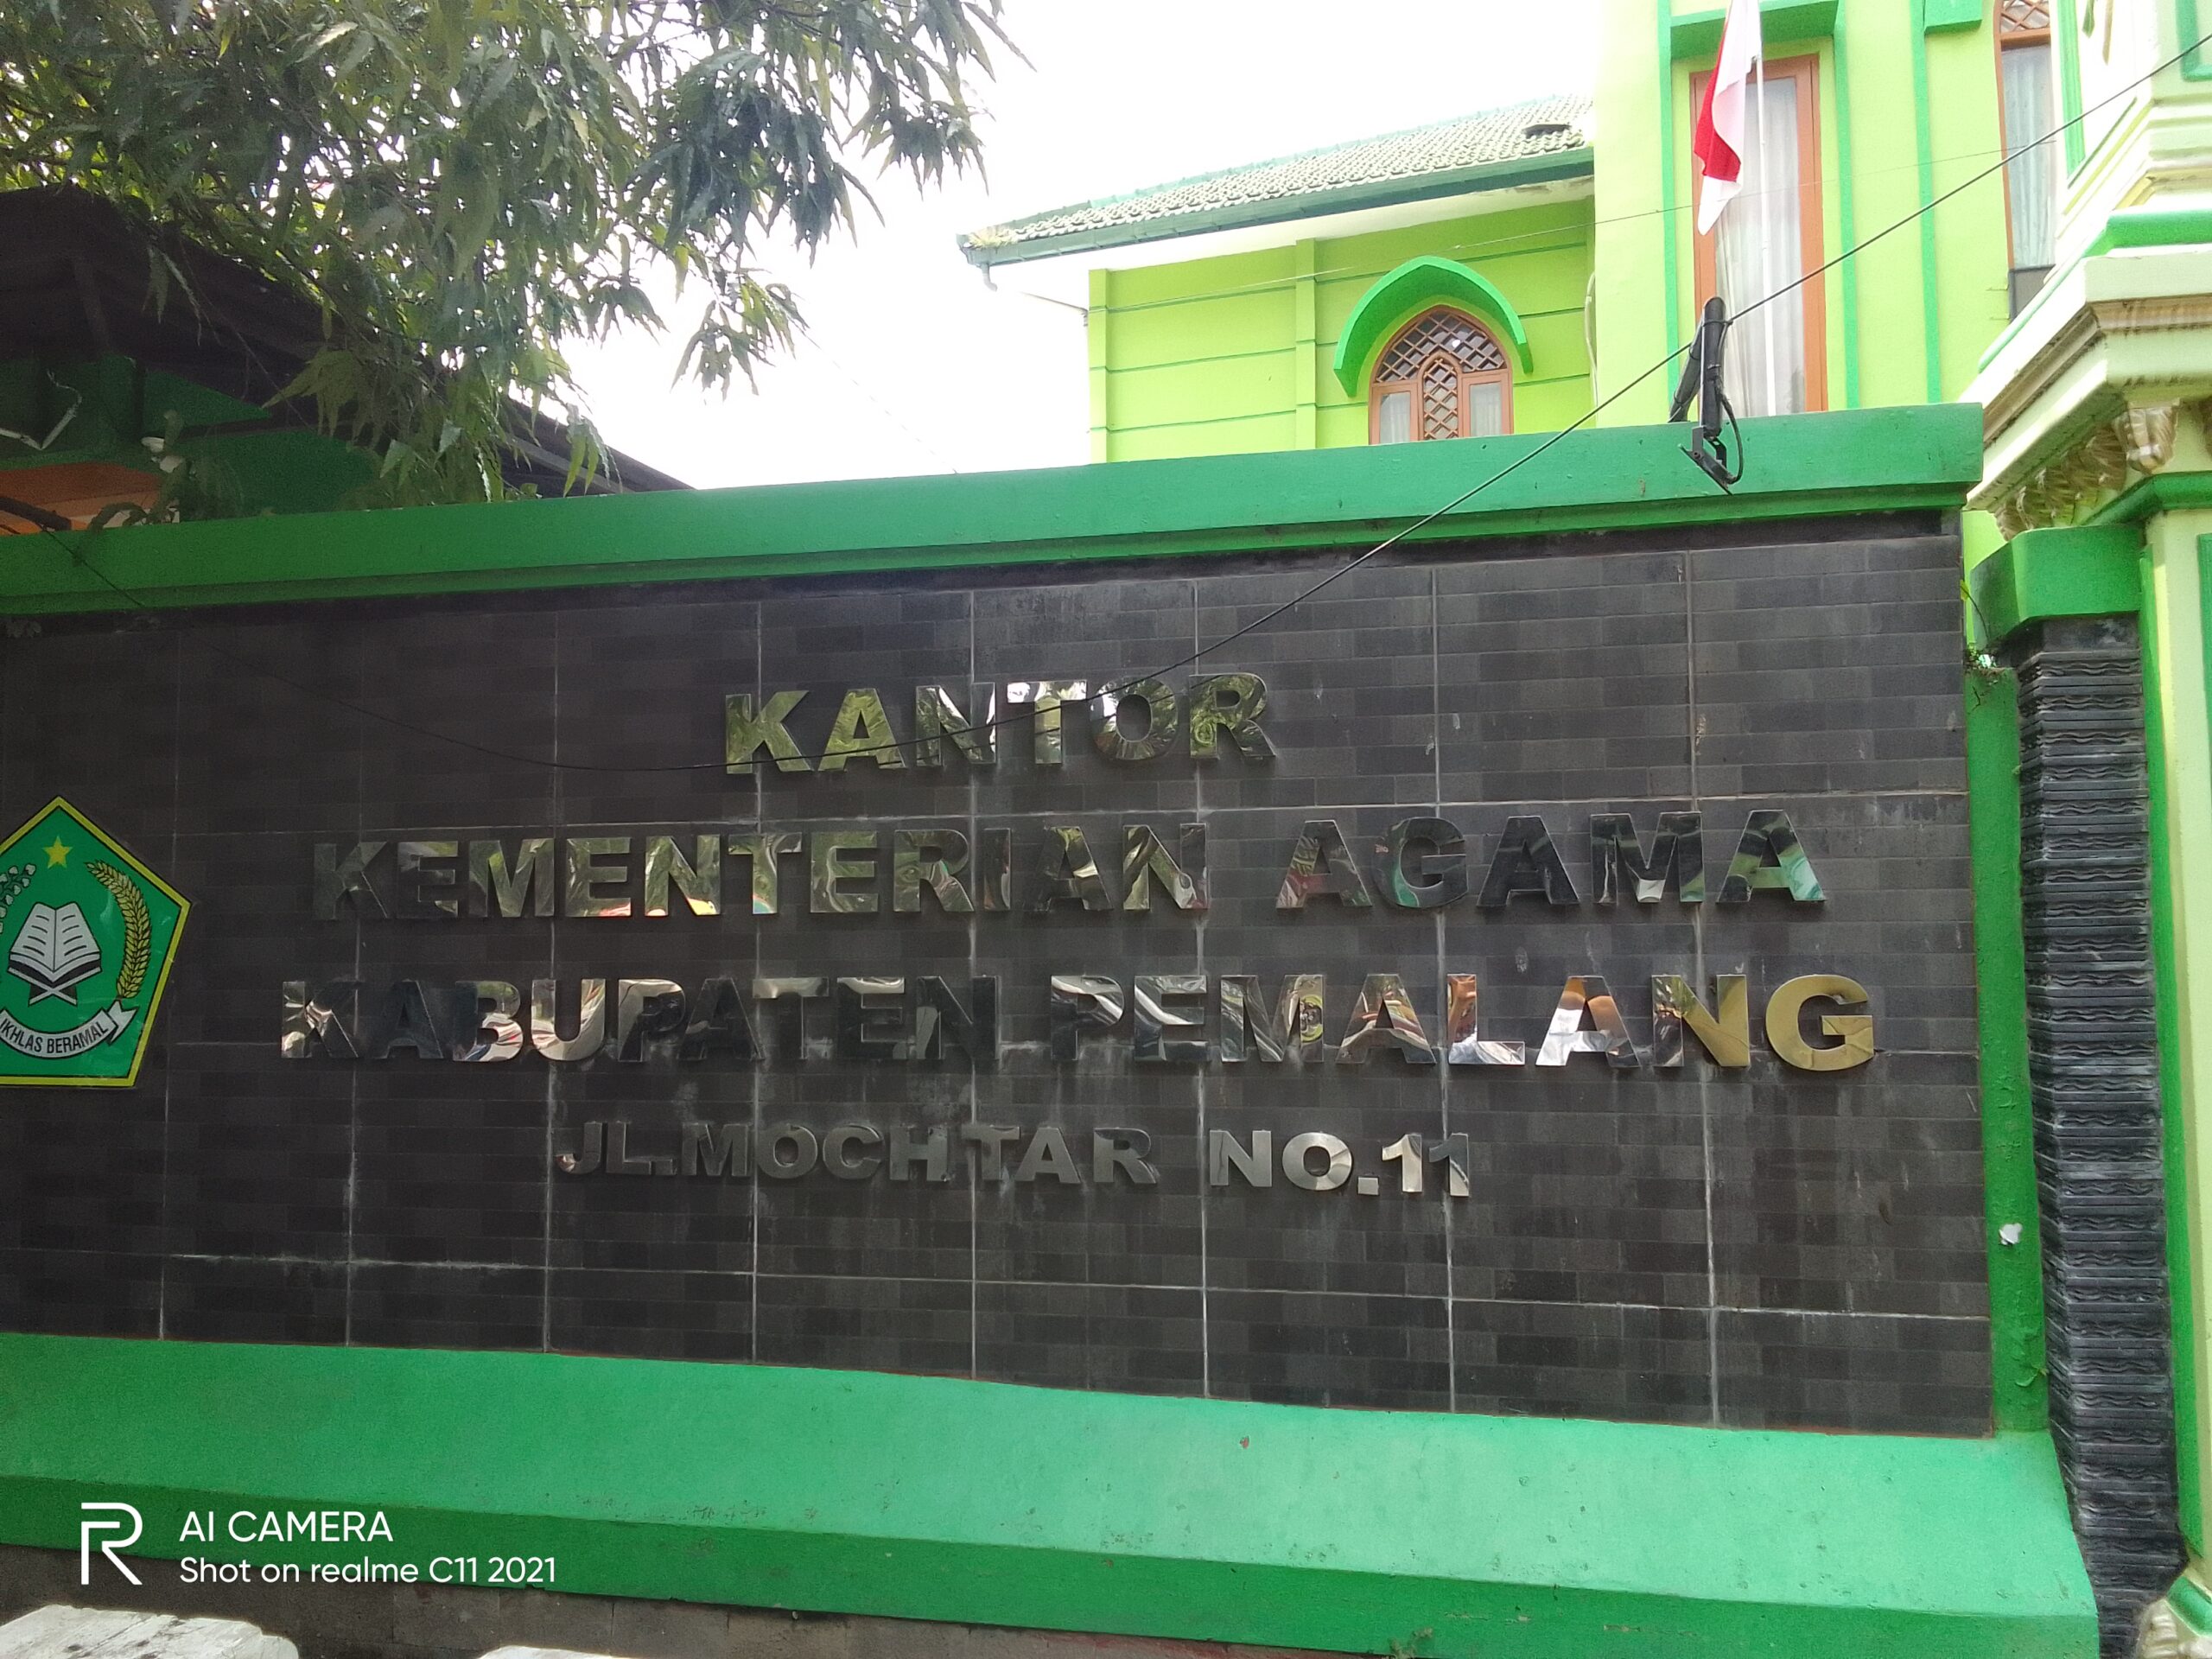 KANTOR
KEMENTERIAN AGAMA
KABUPATEN PEMALANG
JL.MOCHTAR NO.11
IKHLAS BERAMAL
R AI CAMERA
Shot on realme C11 2021